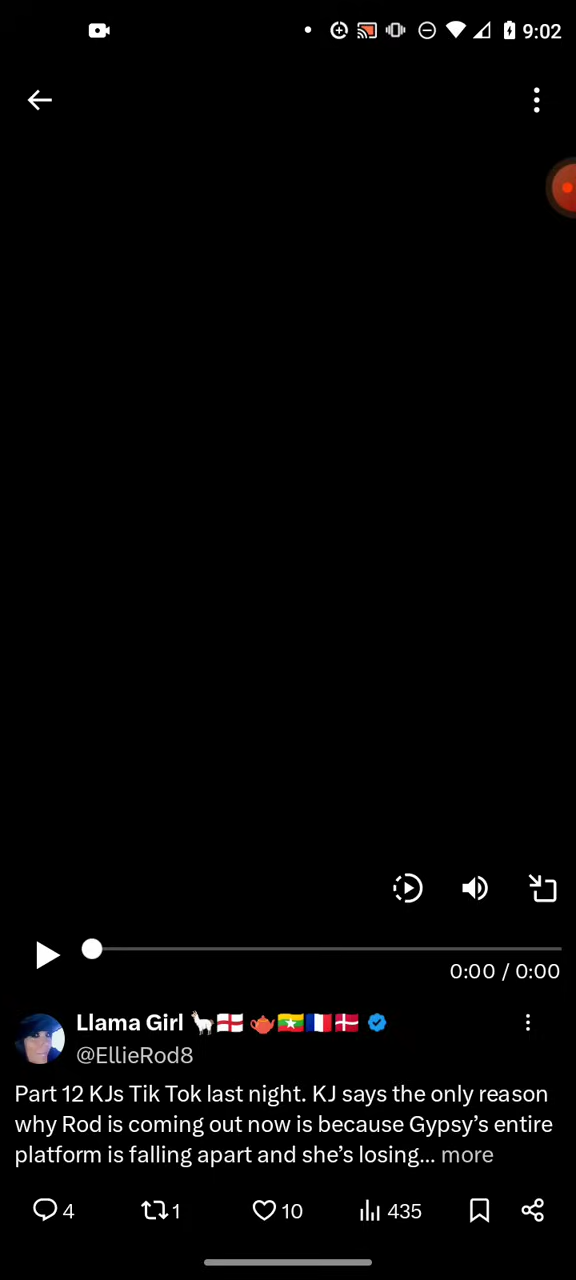 9:02
0:00 / 0:00
Llama Girl 🦙🏴󠁧󠁢󠁥󠁮󠁧󠁿 🫖🇲🇲🇫🇷🇩🇰
@EllieRod8
Part 12 KJs Tik Tok last night. KJ says the only reason
why Rod is coming out now is because Gypsy’s entire
platform is falling apart and she’s losing... more
4 1 10 435